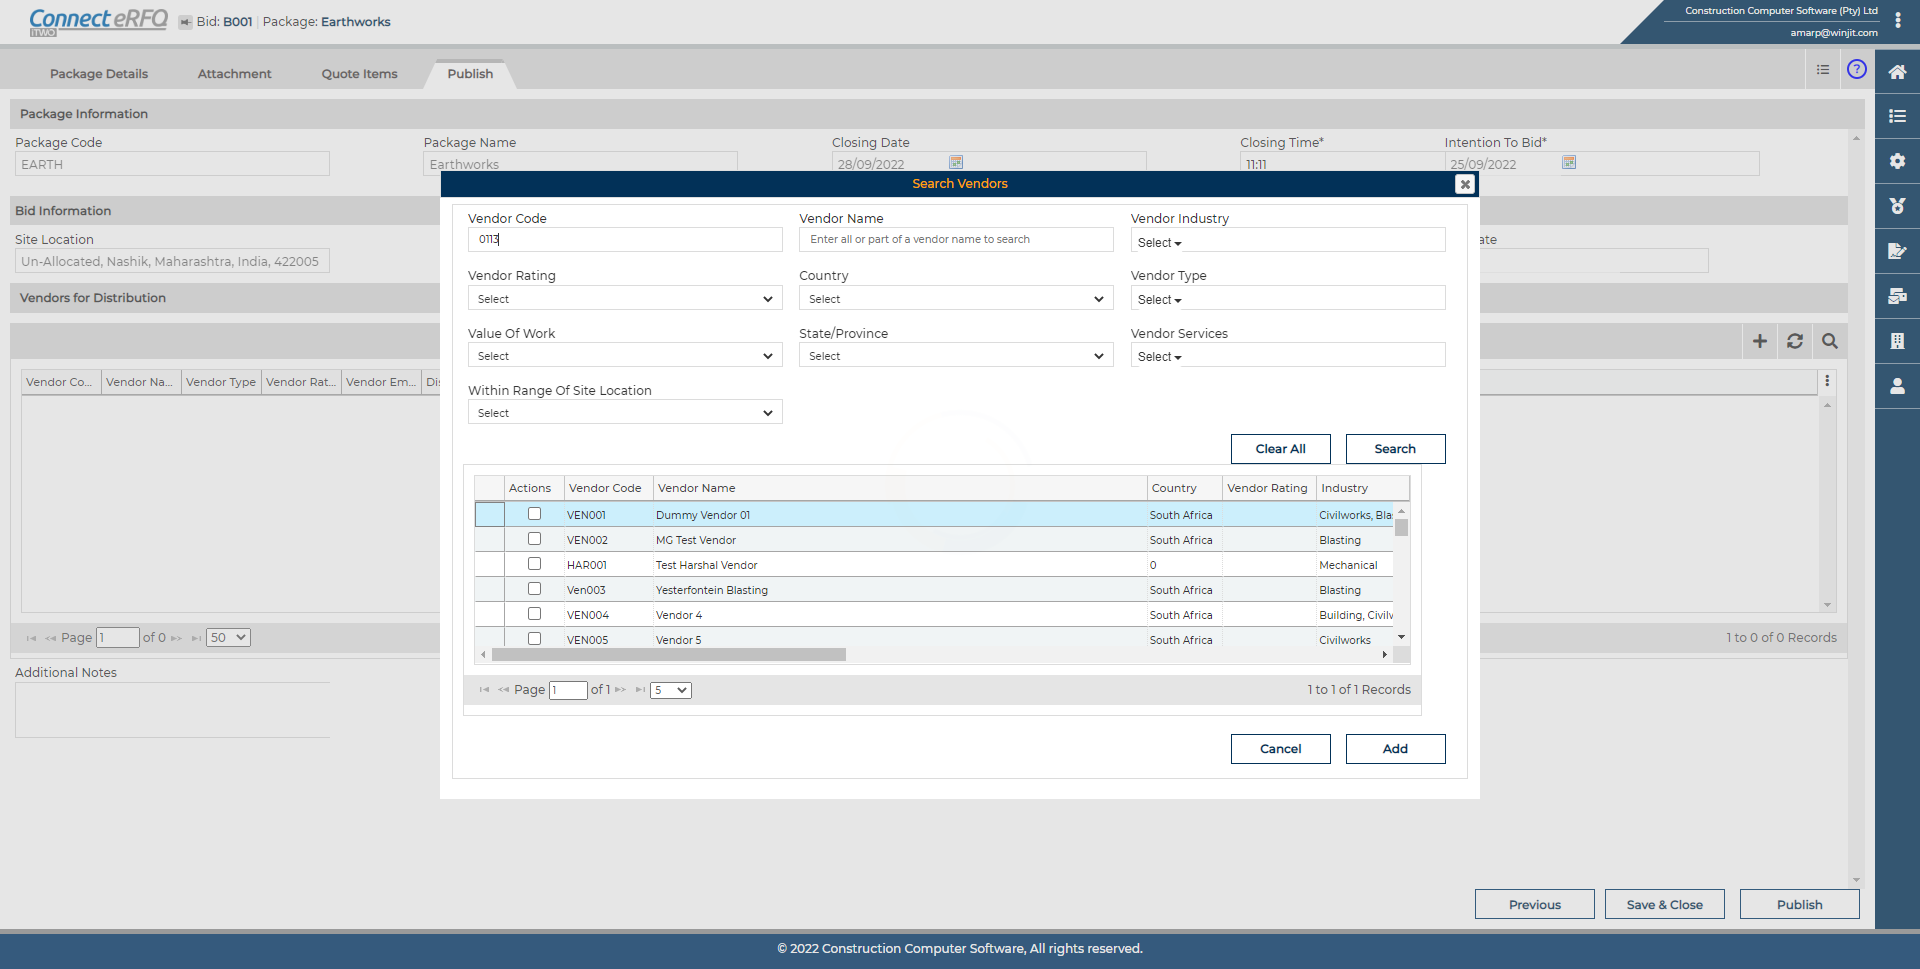 Connect eRFQ
iTWO
Bid: B001 | Package: Earthworks
Construction Computer Software (Pty) Ltd
amarp@winjit.com
Package Details
Attachment
Quote Items
Publish
?
Package Information
Package Code
Package Name
Closing Date
Closing Time*
Intention To Bid*
EARTH
Earthworks
28/09/2022
11:11
25/09/2022
Bid Information
Site Location
ate
Un-Allocated, Nashik, Maharashtra, India, 422005
Vendors for Distribution
Vendor Co...
Vendor Na...
Vendor Type
Vendor Rat...
Vendor Em...
Di
Page 1 of 0
50
1 to 0 of 0 Records
Additional Notes
Search Vendors
Vendor Code
Vendor Name
Vendor Industry
0113
Enter all or part of a vendor name to search
Select
Vendor Rating
Country
Vendor Type
Select
Select
Select
Value Of Work
State/Province
Vendor Services
Select
Select
Select
Within Range Of Site Location
Select
Clear All
Search
Actions
Vendor Code
Vendor Name
Country
Vendor Rating
Industry
VEN001 Dummy Vendor 01 South Africa Civilworks, Bla
VEN002 MG Test Vendor South Africa Blasting
HAR001 Test Harshal Vendor 0 Mechanical
Ven003 Yesterfontein Blasting South Africa Blasting
VEN004 Vendor 4 South Africa Building, Civilw
VEN005 Vendor 5 South Africa Civilworks
Page 1 of 1
5
1 to 1 of 1 Records
Cancel
Add
Previous
Save & Close
Publish
© 2022 Construction Computer Software, All rights reserved.